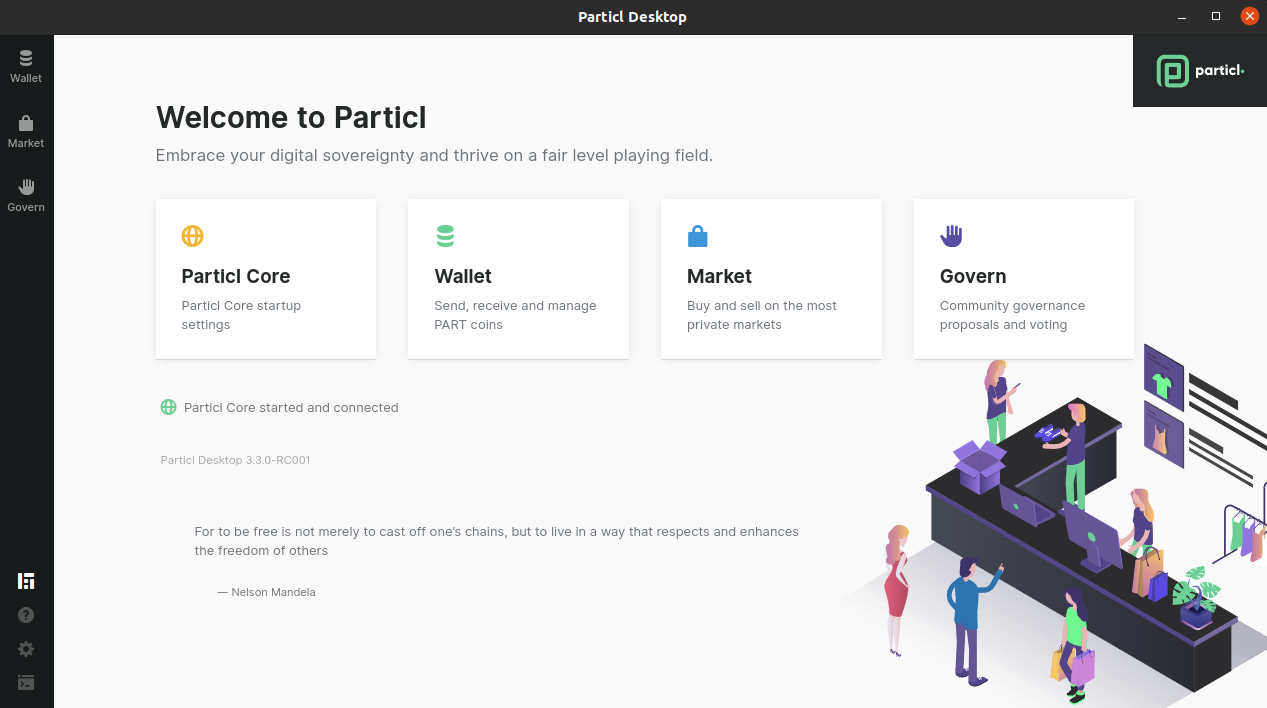 Particl Desktop
Wallet
Market
Govern
particl
Welcome to Particl
Embrace your digital sovereignty and thrive on a fair level playing field.
Particl Core
Particl Core startup
settings
Wallet
Send, receive and manage
PART coins
Market
Buy and sell on the most
private markets
Govern
Community governance
proposals and voting
Particl Core started and connected
Particl Desktop 3.3.0-RC001
For to be free is not merely to cast off one's chains, but to live in a way that respects and enhances
the freedom of others
— Nelson Mandela